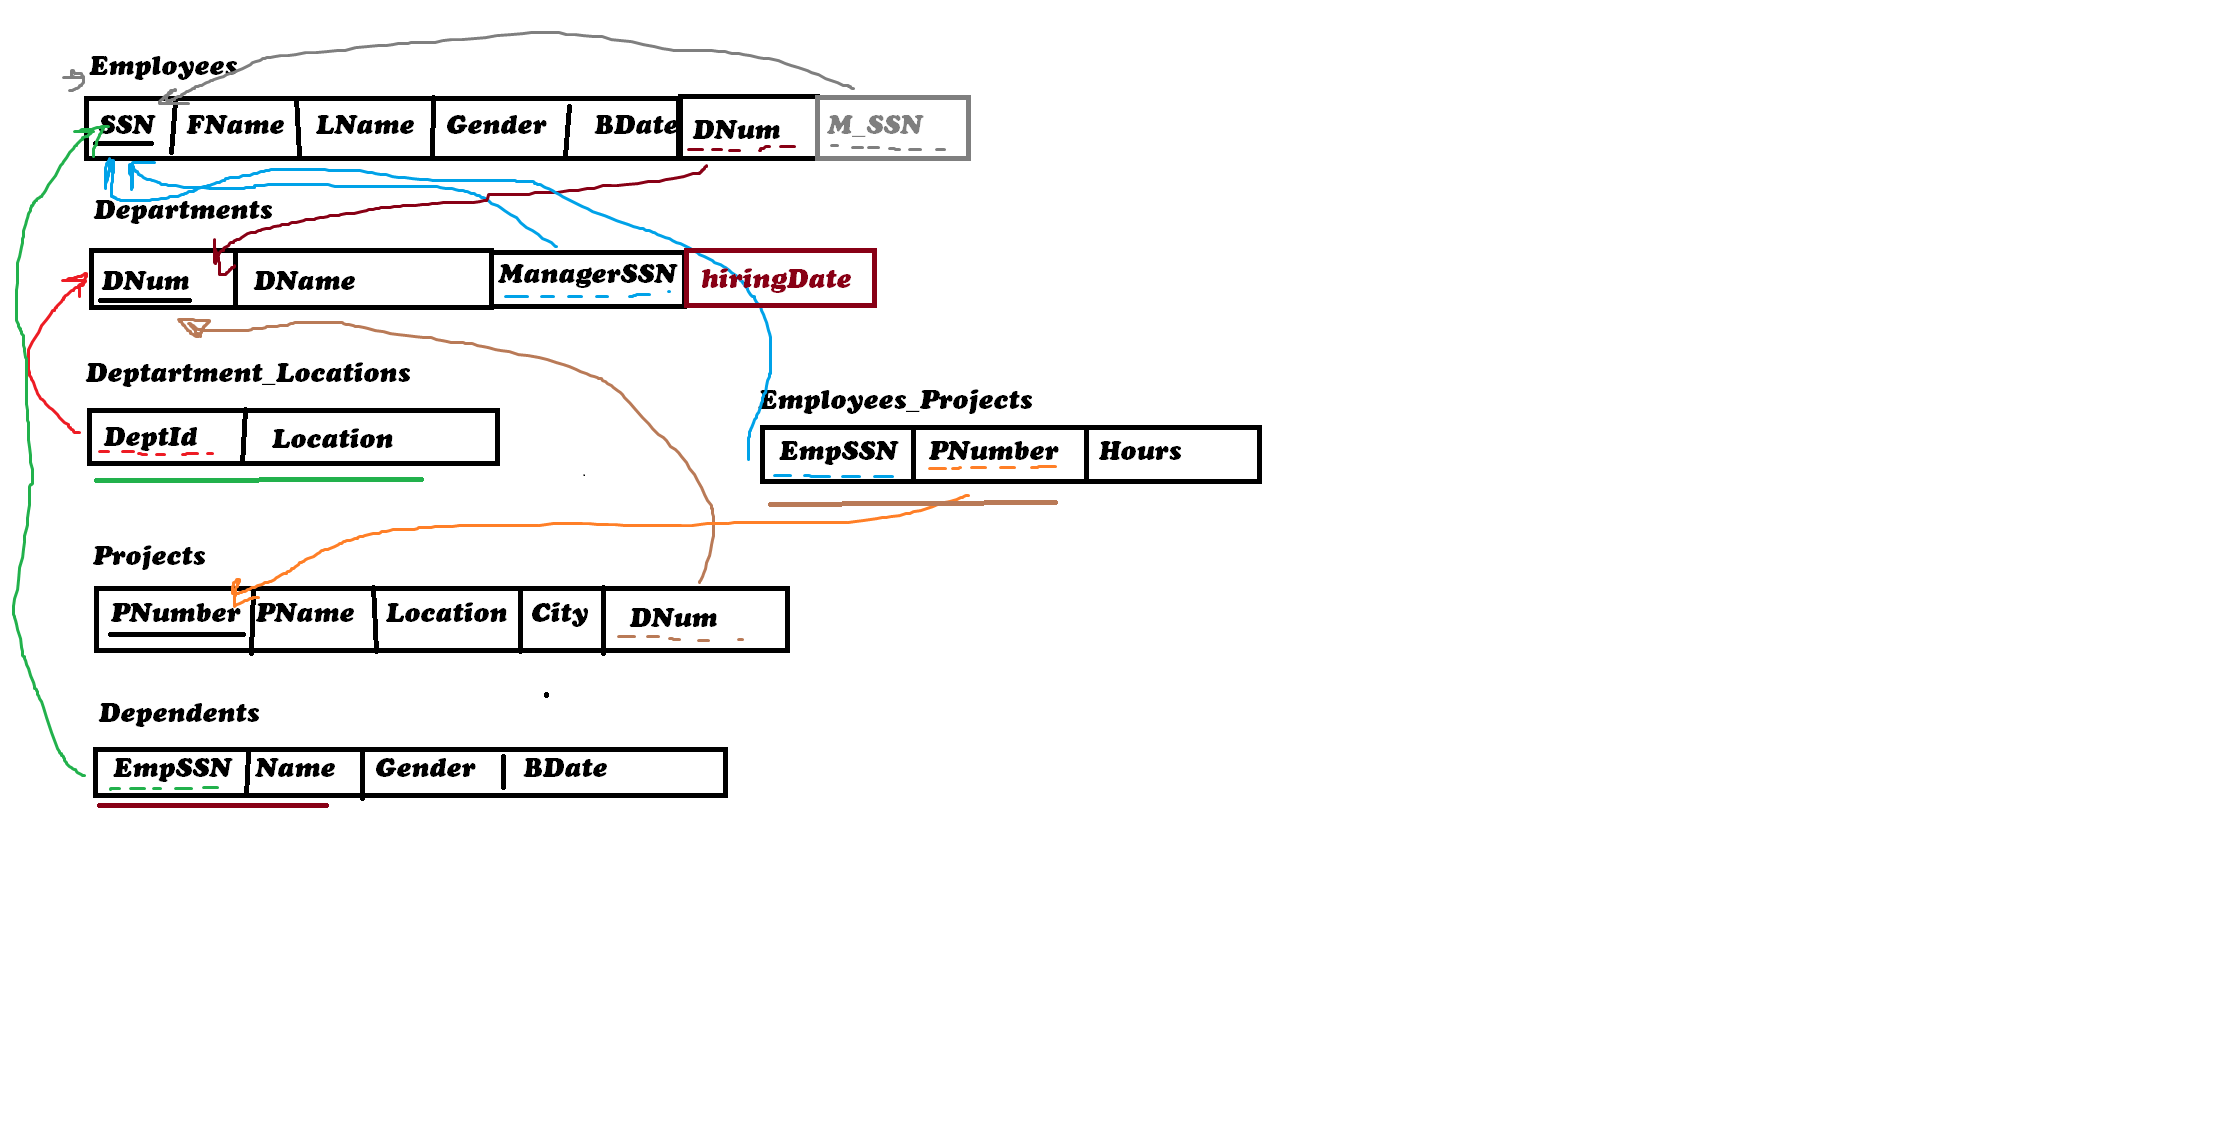 Employees
SSN FName LName Gender BDate DNum M_SSN
Departments
DNum DName ManagerSSN hiringDate
Deptartment_Locations
DeptId Location
Employees_Projects
EmpSSN PNumber Hours
Projects
PNumber PName Location City DNum
Dependents
EmpSSN Name Gender BDate